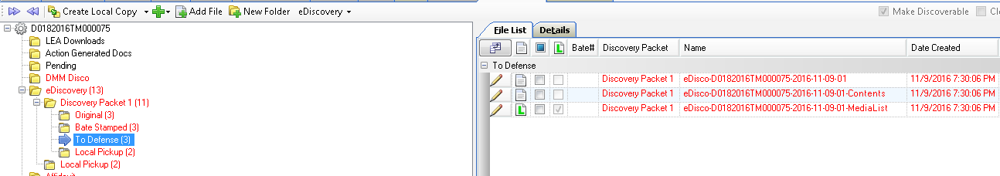 Create Local Copy Add File New Folder eDiscovery Make Discoverable
D0182016TM000075
LEA Downloads
Action Generated Docs
Pending
DMM Disco
eDiscovery (13)
Discovery Packet 1 (11)
Original (3)
Bate Stamped (3)
To Defense (3)
Local Pickup (2)
Local Pickup (2)
File List Details
L Bate# Discovery Packet Name Date Created
To Defense
Discovery Packet 1 eDisco-D0182016TM000075-2016-11-09-01 11/9/2016 7:30:06 PM
Discovery Packet 1 eDisco-D0182016TM000075-2016-11-09-01-Contents 11/9/2016 7:30:06 PM
L Discovery Packet 1 eDisco-D0182016TM000075-2016-11-09-01-MediaList 11/9/2016 7:30:06 PM